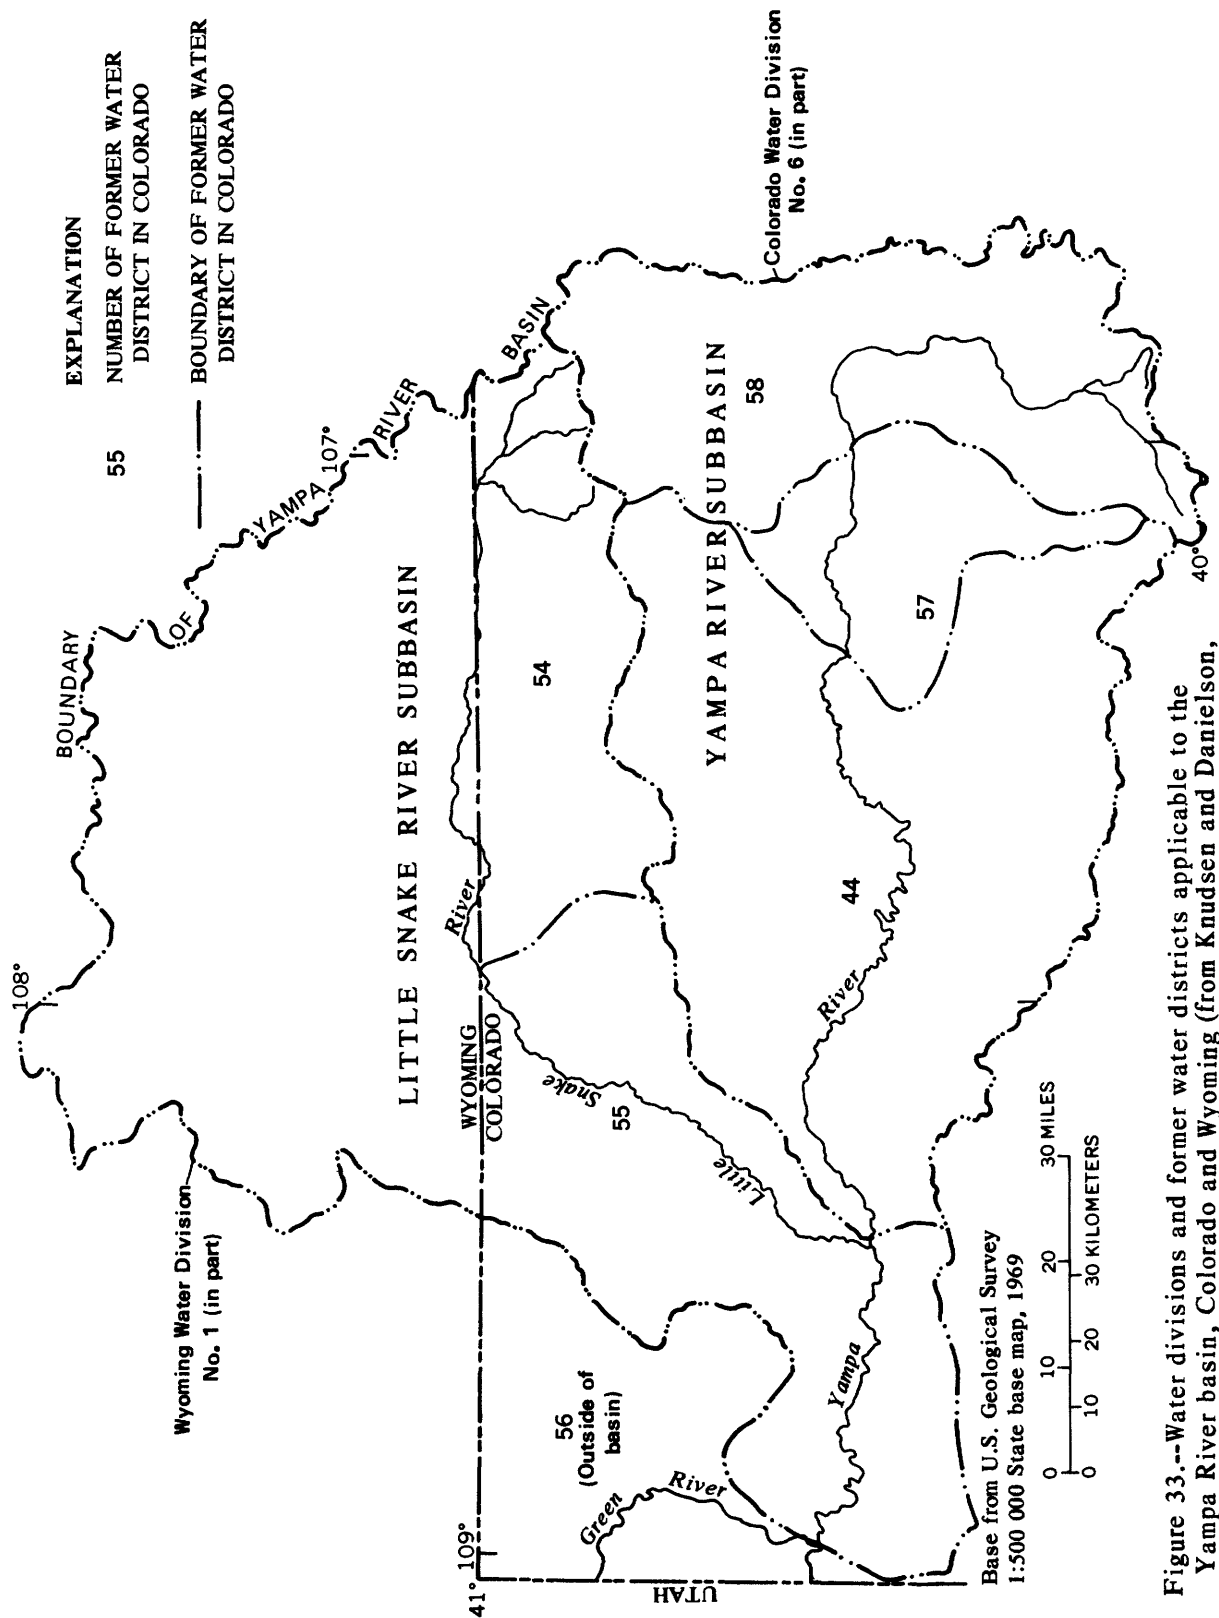 EXPLANATION
55 NUMBER OF FORMER WATER
DISTRICT IN COLORADO
BOUNDARY OF FORMER WATER
DISTRICT IN COLORADO
BOUNDARY OF YAMPA RIVER BASIN
108°
107°
Wyoming Water Division
No. 1 (in part)
LITTLE SNAKE RIVER SUBBASIN
41°
109°
WYOMING
COLORADO
River
Snake
Little
54
55
56
(Outside of
basin)
Green
River
UTAH
YAMPA RIVER SUBBASIN
58
Colorado Water Division
No. 6 (in part)
44
57
Yampa
River
40°
Base from U.S. Geological Survey
1:500 000 State base map, 1969
0 10 20 30 MILES
0 10 20 30 KILOMETERS
Figure 33.--Water divisions and former water districts applicable to the
Yampa River basin, Colorado and Wyoming (from Knudsen and Danielson,